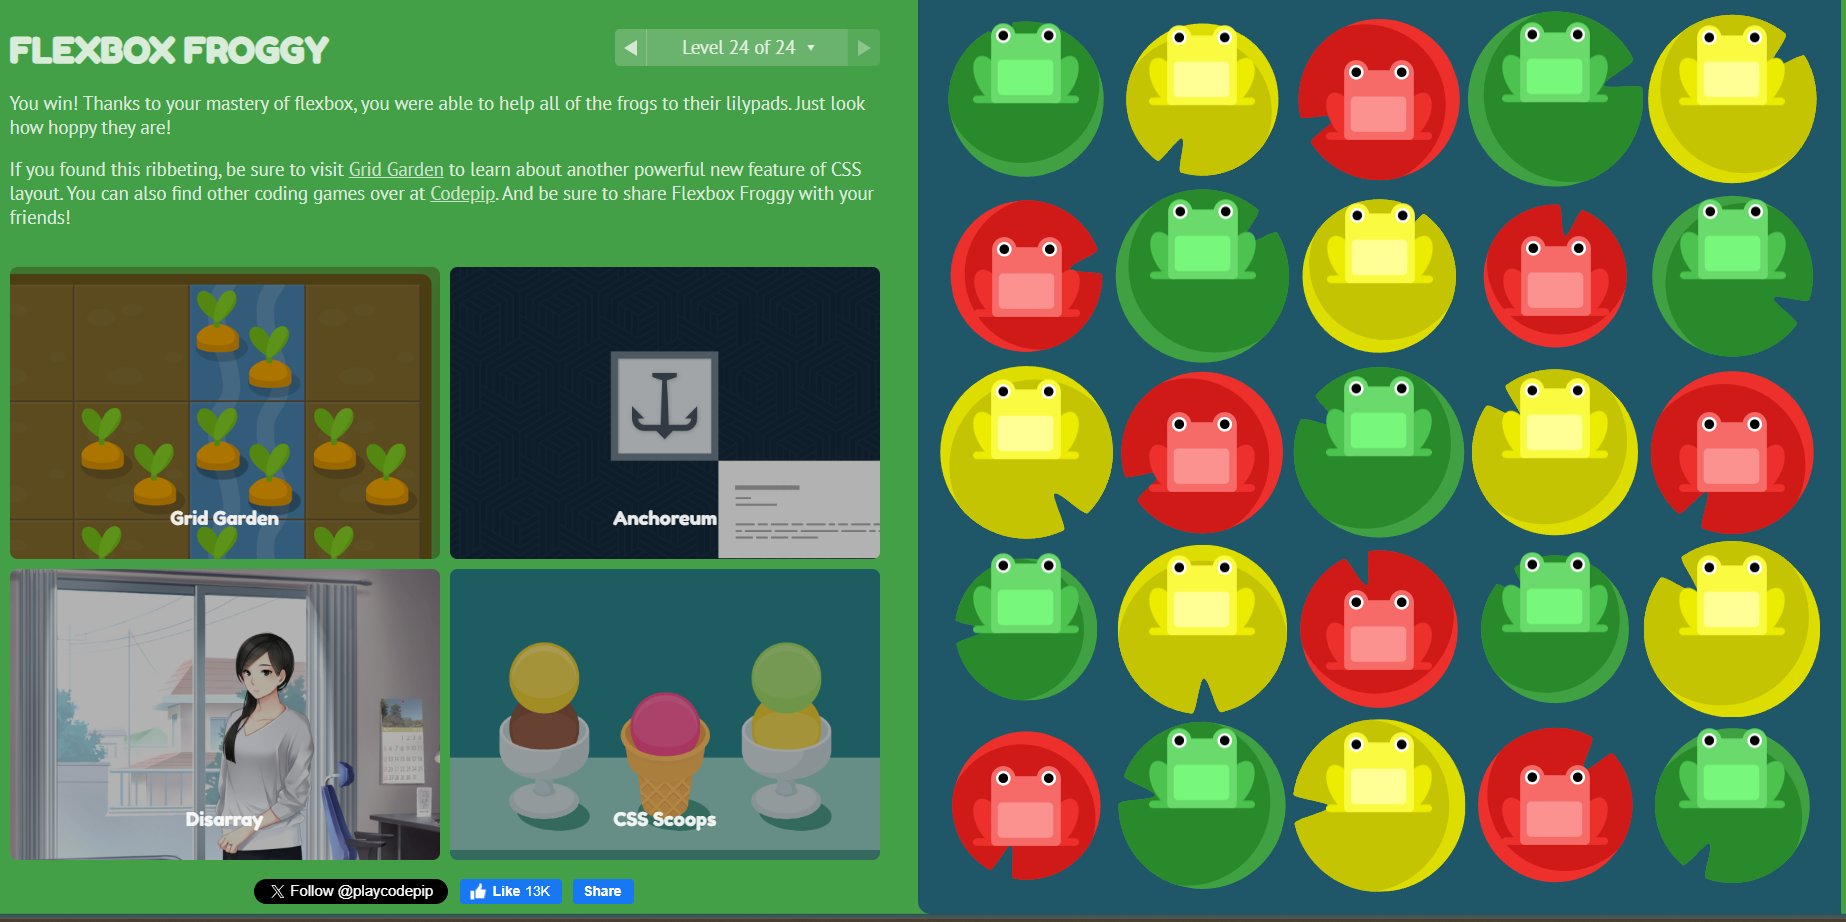 FLEXBOX FROGGY
◀ Level 24 of 24 ▾ ▶
You win! Thanks to your mastery of flexbox, you were able to help all of the frogs to their lilypads. Just look
how hoppy they are!
If you found this ribbeting, be sure to visit Grid Garden to learn about another powerful new feature of CSS
layout. You can also find other coding games over at Codepip. And be sure to share Flexbox Froggy with your
friends!
Grid Garden
Anchoreum
Disarray
CSS Scoops
X Follow @playcodepip
Like 13K
Share